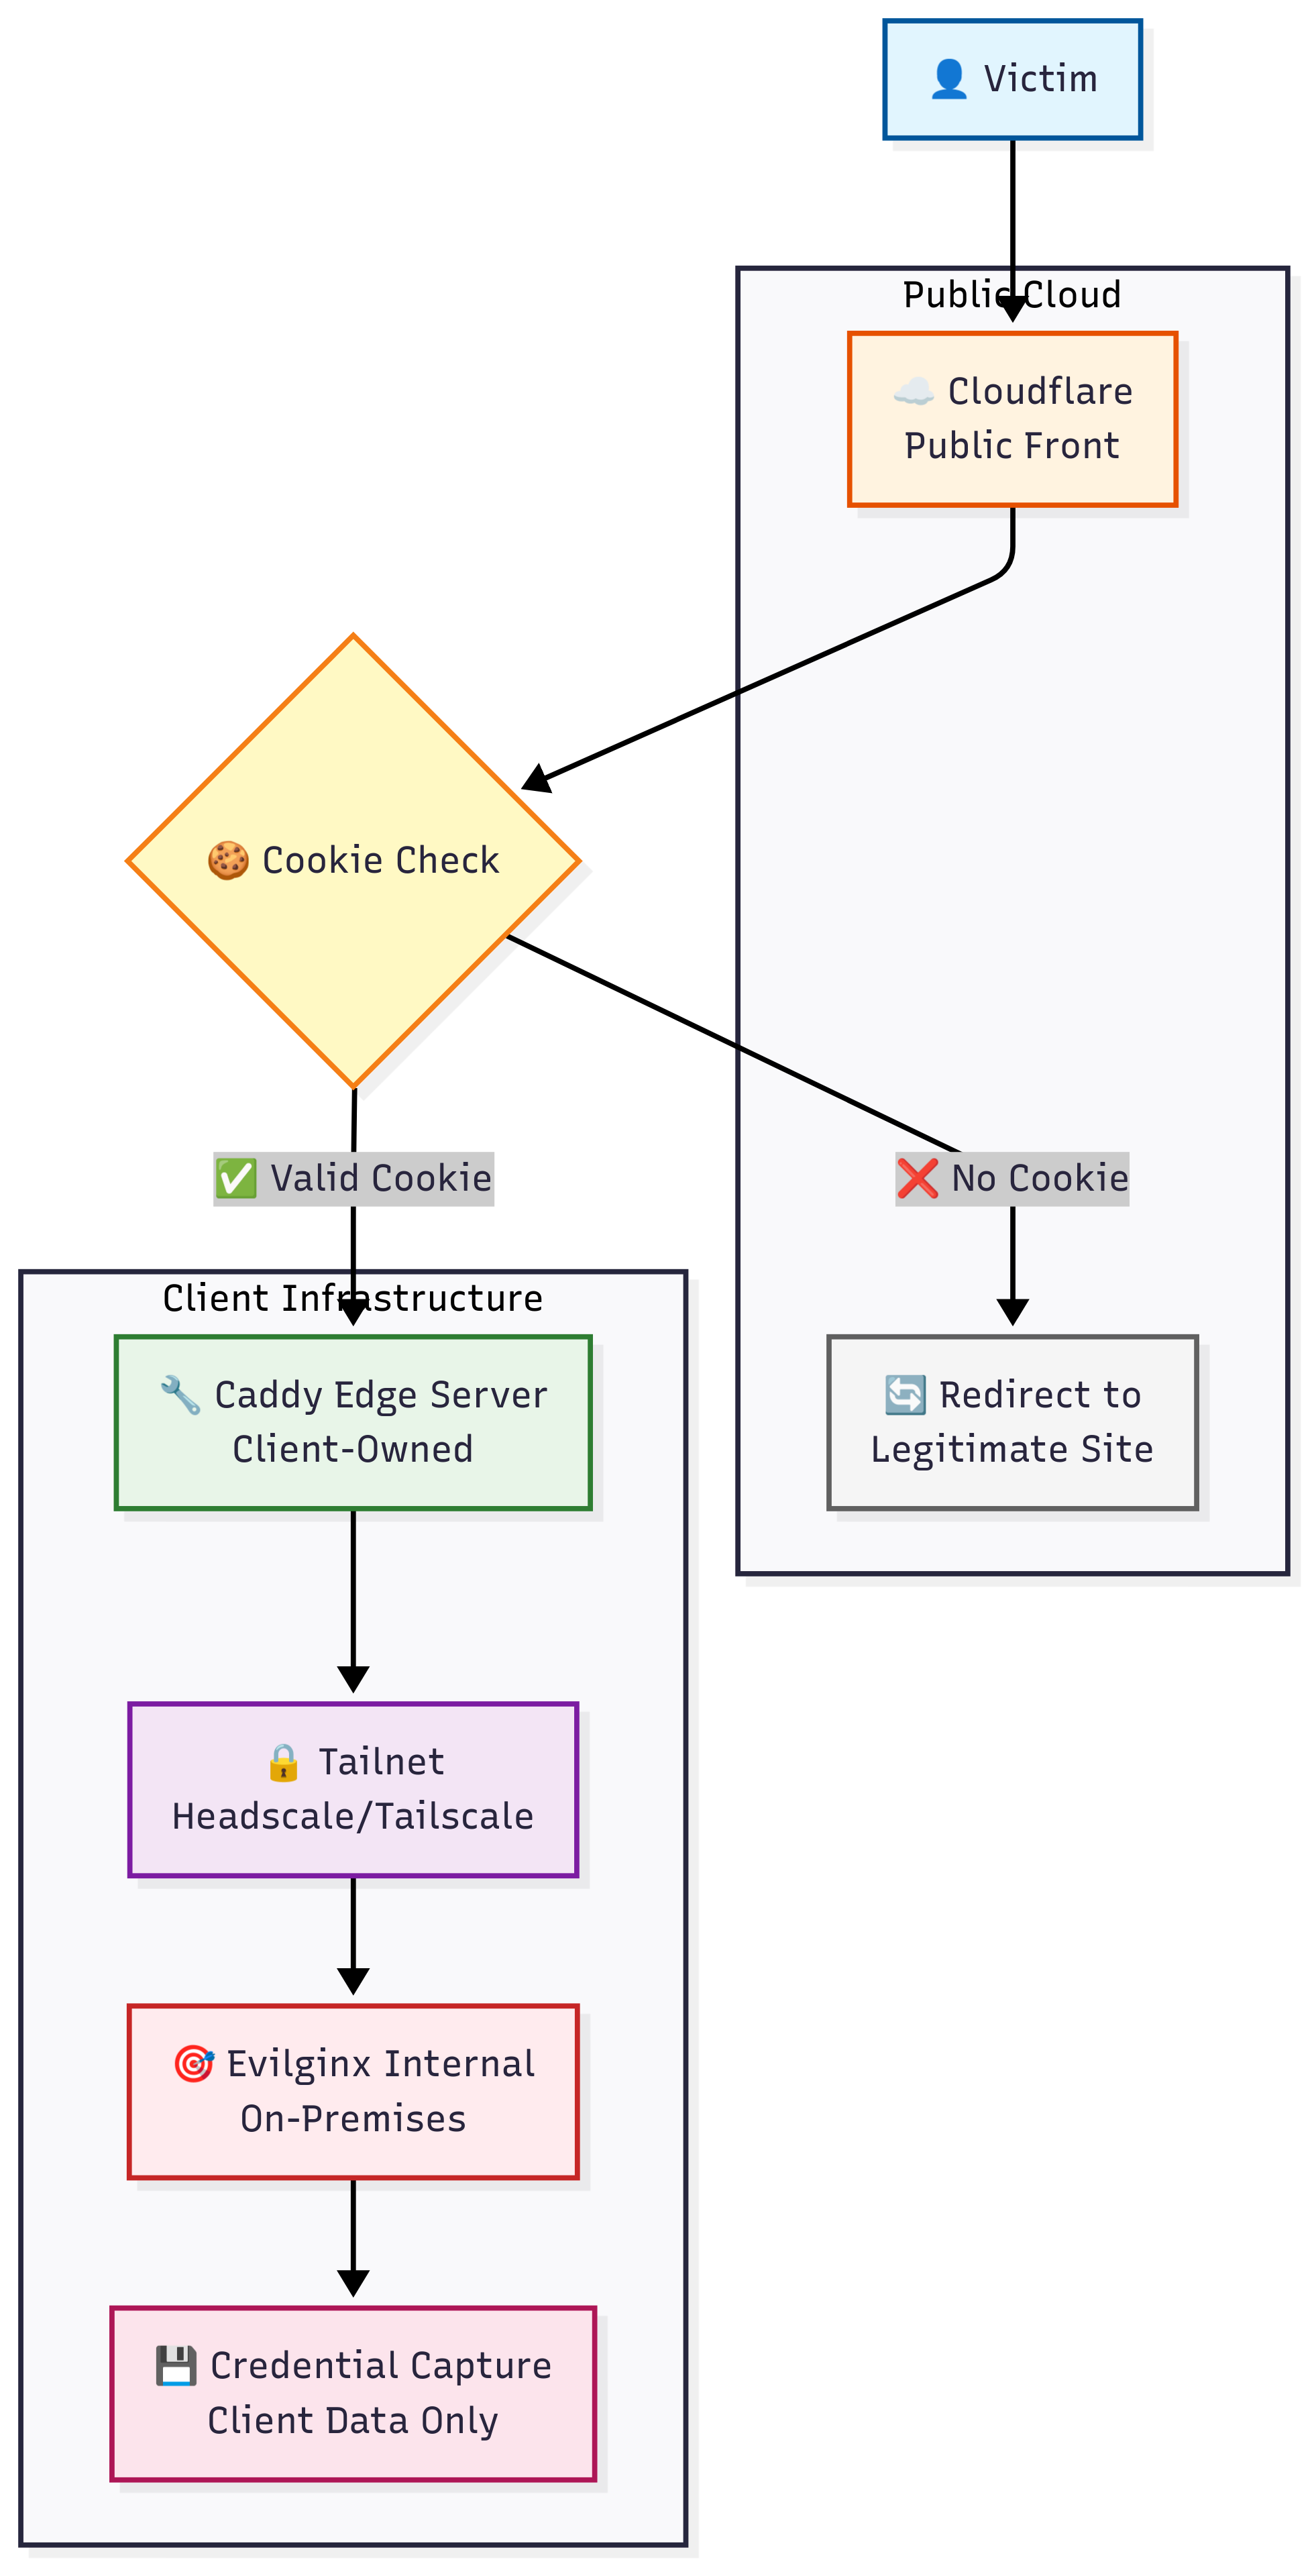 👤 Victim
Public Cloud
☁️ Cloudflare
Public Front
🍪 Cookie Check
✅ Valid Cookie
❌ No Cookie
Client Infrastructure
🔧 Caddy Edge Server
Client-Owned
🔄 Redirect to
Legitimate Site
🔒 Tailnet
Headscale/Tailscale
🎯 Evilginx Internal
On-Premises
💾 Credential Capture
Client Data Only